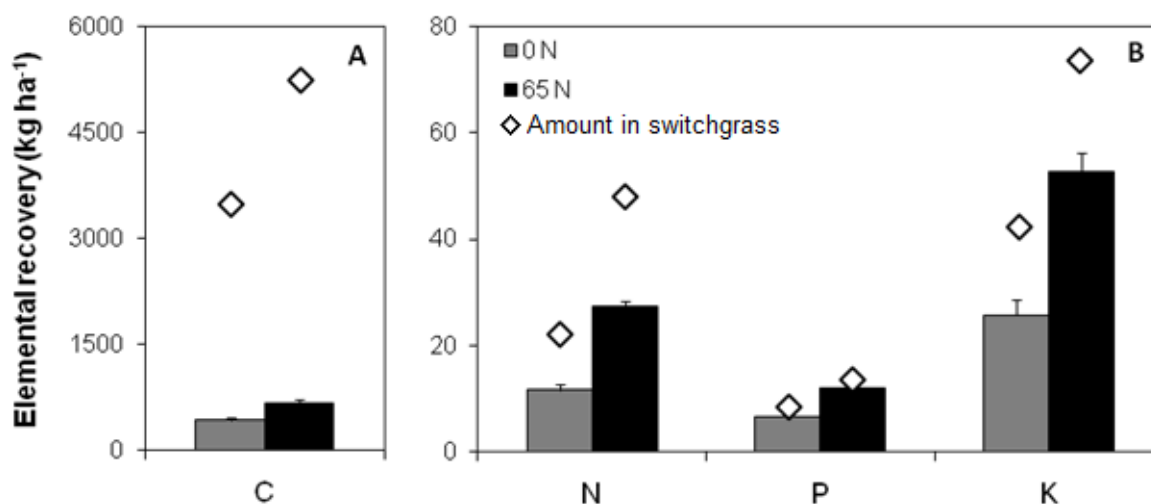 Elemental recovery (kg ha⁻¹)
6000
4500
3000
1500
0
A
C
80
60
40
20
0
0 N
65 N
Amount in switchgrass
B
N P K